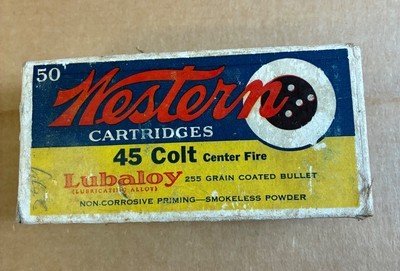 50
Western
CARTRIDGES
45 Colt Center Fire
Lubaloy 255 GRAIN COATED BULLET
(LUBRICATING ALLOY)
NON-CORROSIVE PRIMING—SMOKELESS POWDER